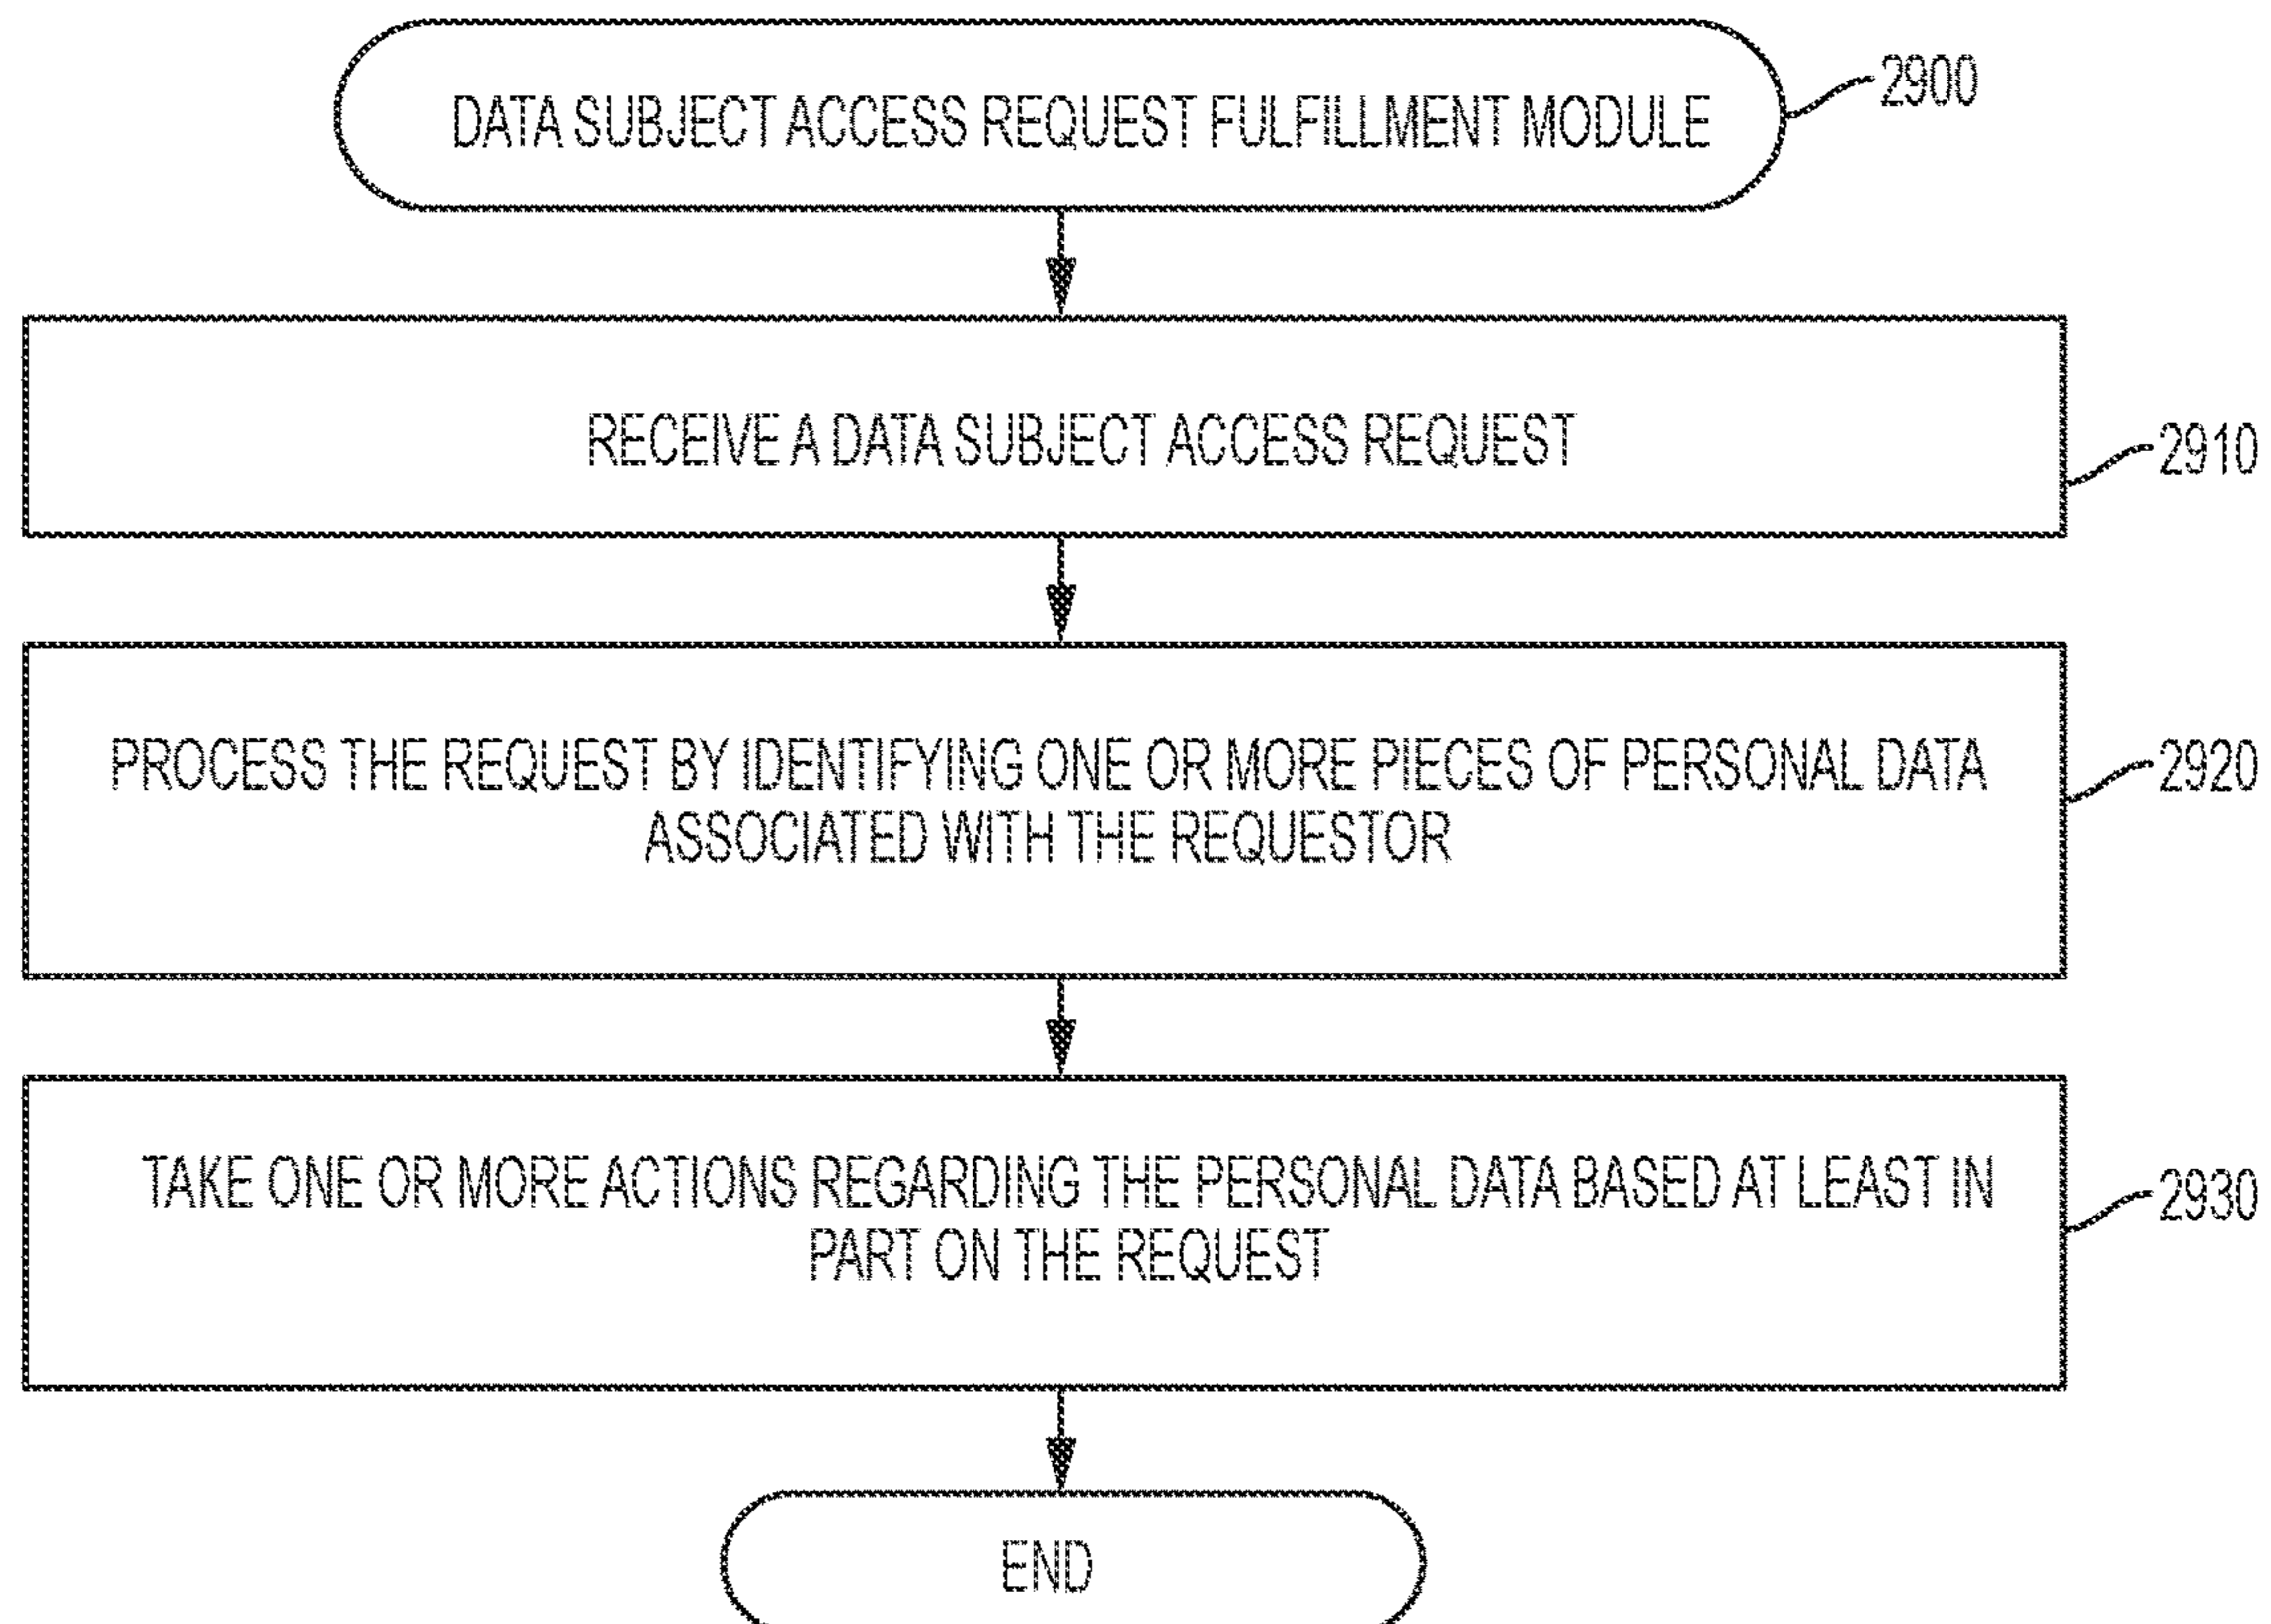 DATA SUBJECT ACCESS REQUEST FULFILLMENT MODULE
2900
RECEIVE A DATA SUBJECT ACCESS REQUEST
2910
PROCESS THE REQUEST BY IDENTIFYING ONE OR MORE PIECES OF PERSONAL DATA
ASSOCIATED WITH THE REQUESTOR
2920
TAKE ONE OR MORE ACTIONS REGARDING THE PERSONAL DATA BASED AT LEAST IN
PART ON THE REQUEST
2930
END